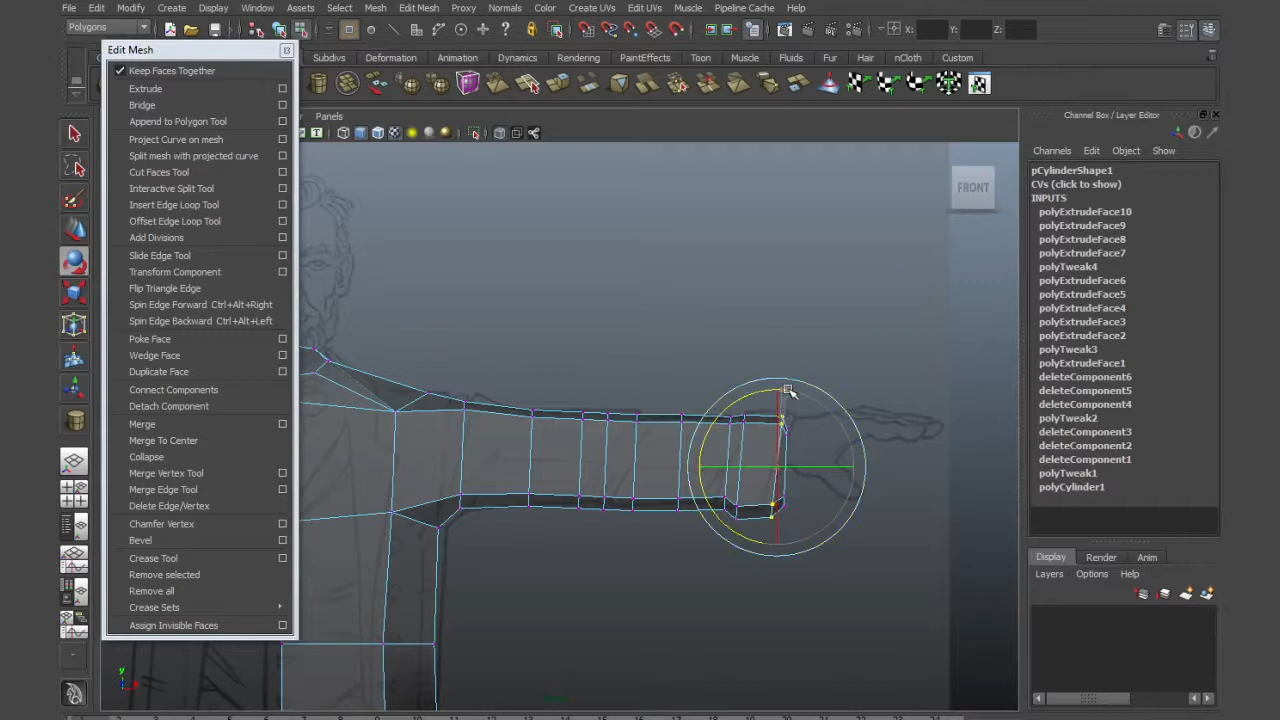 File Edit Modify Create Display Window Assets Select Mesh Edit Mesh Proxy Normals Color Create UVs Edit UVs Muscle Pipeline Cache Help
Polygons
X: Y: Z:
Edit Mesh
Subdivs Deformation Animation Dynamics Rendering PaintEffects Toon Muscle Fluids Fur Hair nCloth Custom
Keep Faces Together
Extrude
Bridge
Append to Polygon Tool
Project Curve on mesh
Split mesh with projected curve
Cut Faces Tool
Interactive Split Tool
Insert Edge Loop Tool
Offset Edge Loop Tool
Add Divisions
Slide Edge Tool
Transform Component
Flip Triangle Edge
Spin Edge Forward Ctrl+Alt+Right
Spin Edge Backward Ctrl+Alt+Left
Poke Face
Wedge Face
Duplicate Face
Connect Components
Detach Component
Merge
Merge To Center
Collapse
Merge Vertex Tool
Merge Edge Tool
Delete Edge/Vertex
Chamfer Vertex
Bevel
Crease Tool
Remove selected
Remove all
Crease Sets
Assign Invisible Faces
Panels
FRONT
y
Channel Box / Layer Editor
Channels Edit Object Show
pCylinderShape1
CVs (click to show)
INPUTS
polyExtrudeFace10
polyExtrudeFace9
polyExtrudeFace8
polyExtrudeFace7
polyTweak4
polyExtrudeFace6
polyExtrudeFace5
polyExtrudeFace4
polyExtrudeFace3
polyExtrudeFace2
polyTweak3
polyExtrudeFace1
deleteComponent6
deleteComponent5
deleteComponent4
polyTweak2
deleteComponent3
deleteComponent2
deleteComponent1
polyTweak1
polyCylinder1
Display Render Anim
Layers Options Help